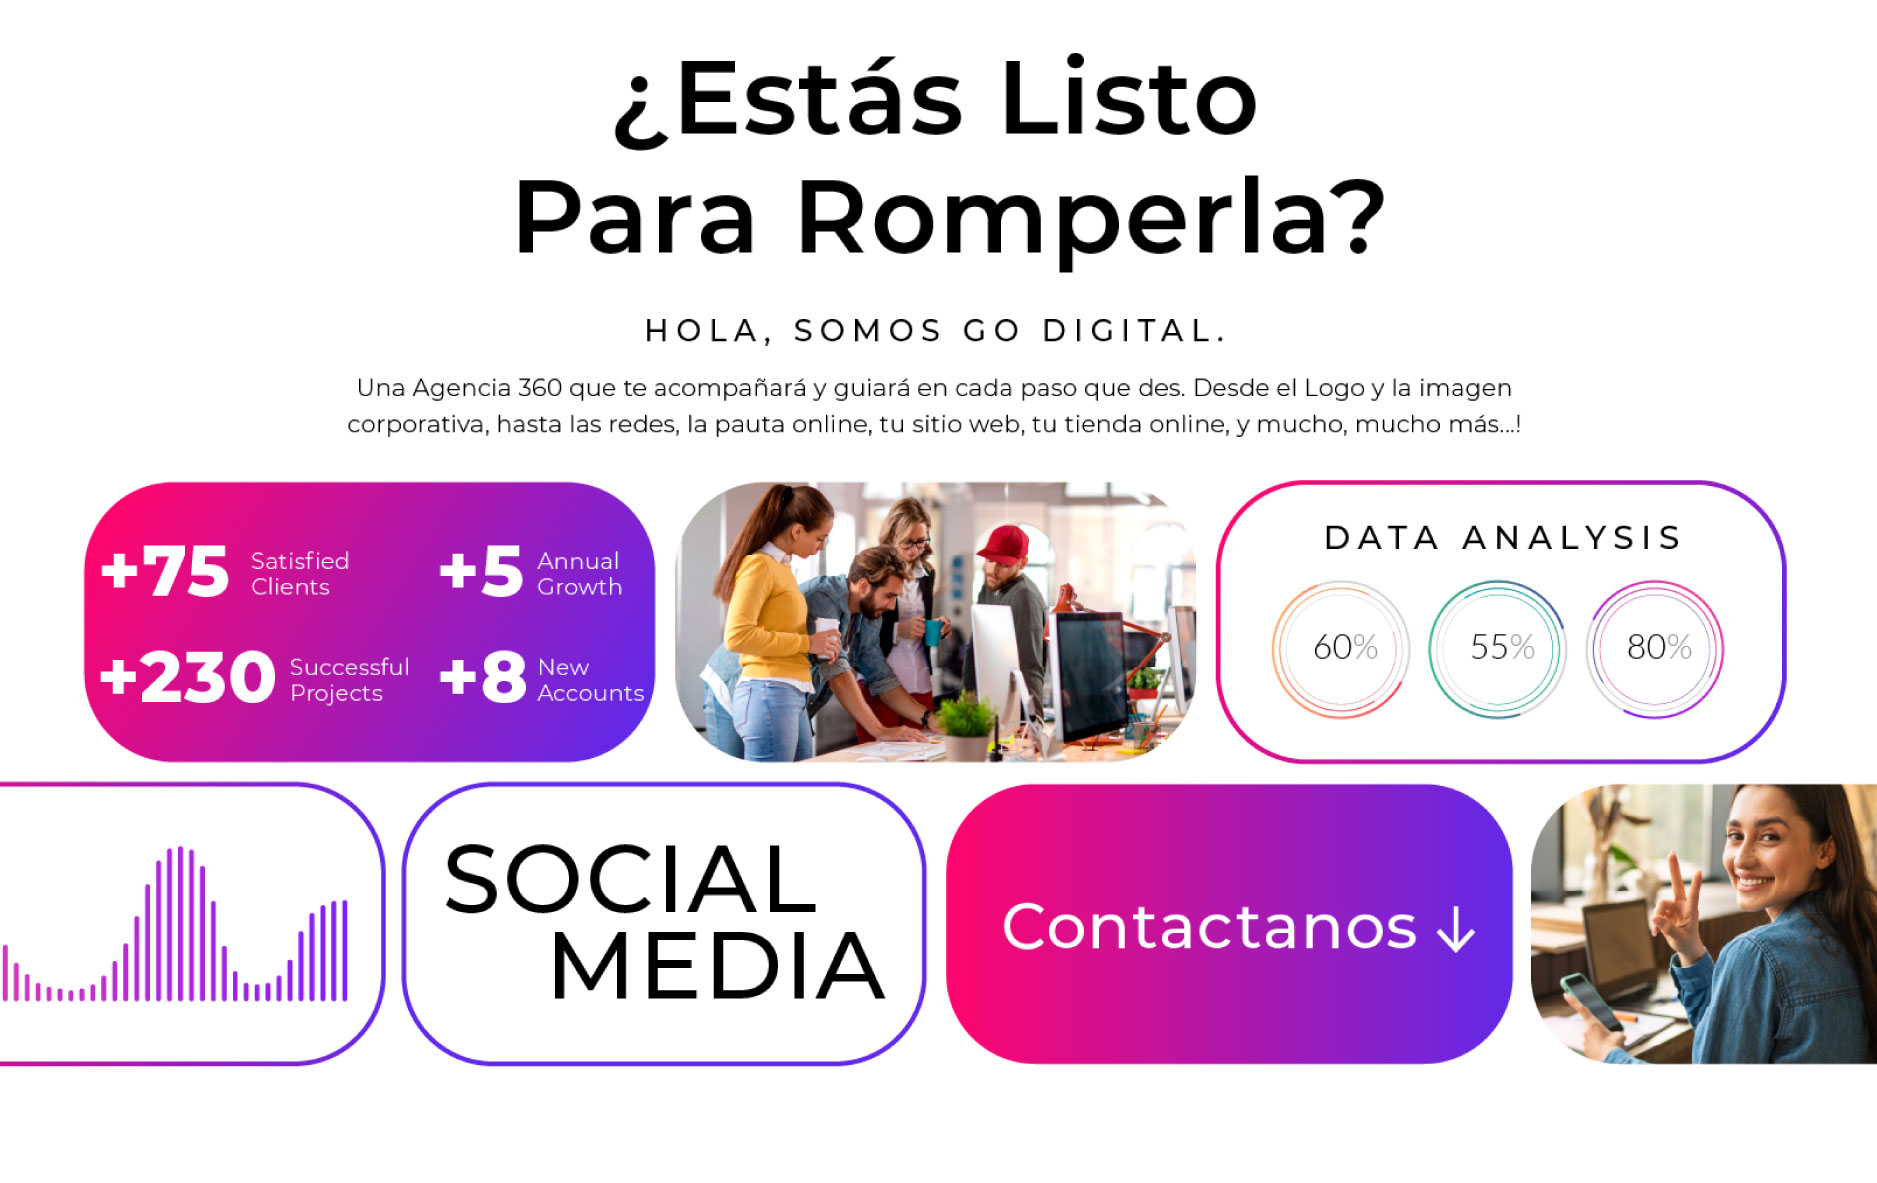 ¿Estás Listo
Para Romperla?
HOLA, SOMOS GO DIGITAL.
Una Agencia 360 que te acompañará y guiará en cada paso que des. Desde el Logo y la imagen
corporativa, hasta las redes, la pauta online, tu sitio web, tu tienda online, y mucho, mucho más...!
+75 Satisfied
Clients
+5 Annual
Growth
+230 Successful
Projects
+8 New
Accounts
DATA ANALYSIS
60% 55% 80%
SOCIAL
MEDIA
Contactanos ↓